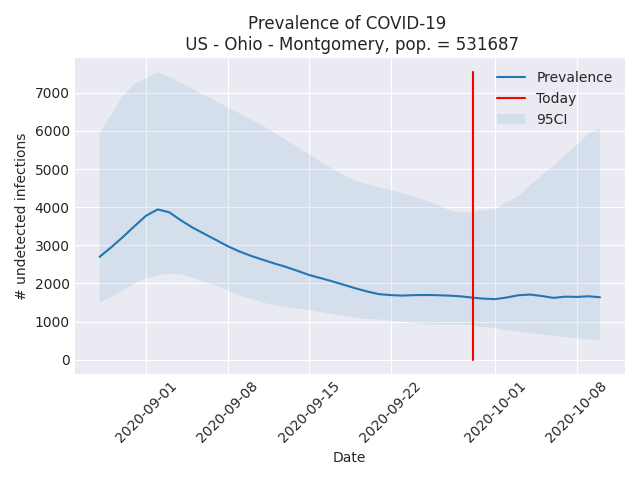 Prevalence of COVID-19
US - Ohio - Montgomery, pop. = 531687
Prevalence
Today
95CI
7000
6000
5000
4000
3000
2000
1000
0
# undetected infections
2020-09-01
2020-09-08
2020-09-15
2020-09-22
2020-10-01
2020-10-08
Date